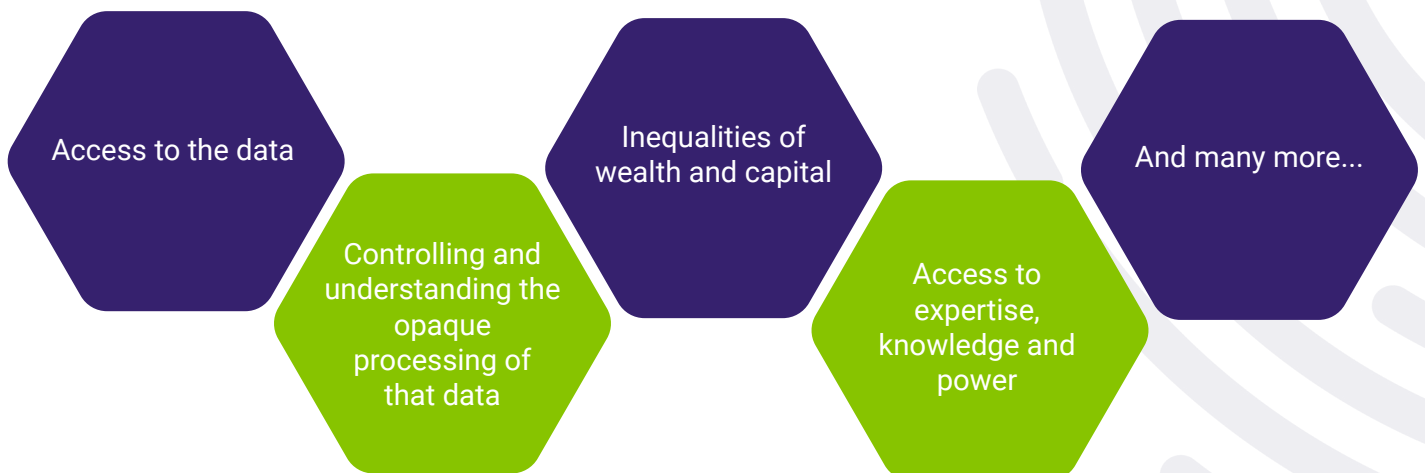 Access to the data
Controlling and
understanding the
opaque
processing of
that data
Inequalities of
wealth and capital
Access to
expertise,
knowledge and
power
And many more...